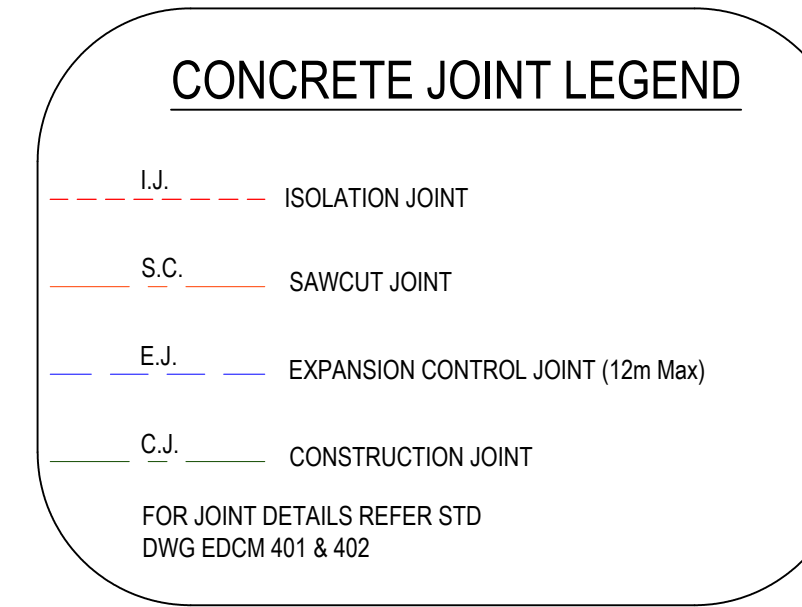 CONCRETE JOINT LEGEND
I.J. ISOLATION JOINT
S.C. SAWCUT JOINT
E.J. EXPANSION CONTROL JOINT (12m Max)
C.J. CONSTRUCTION JOINT
FOR JOINT DETAILS REFER STD
DWG EDCM 401 & 402